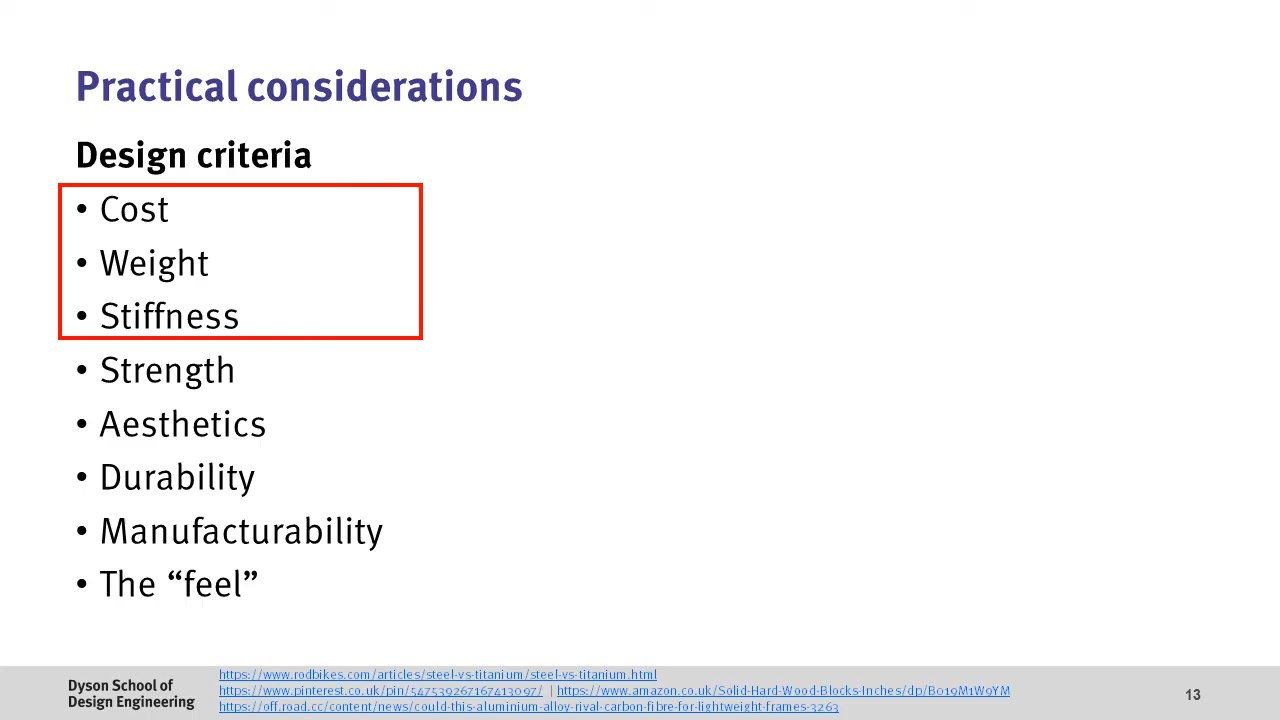 Practical considerations
Design criteria
• Cost
• Weight
• Stiffness
• Strength
• Aesthetics
• Durability
• Manufacturability
• The “feel”
Dyson School of
Design Engineering
https://www.rodbikes.com/articles/steel-vs-titanium/steel-vs-titanium.html
https://www.pinterest.co.uk/pin/547539267167413097/ | https://www.amazon.co.uk/Solid-Hard-Wood-Blocks-Inches/dp/B019M1W9YM
https://off.road.cc/content/news/could-this-aluminium-alloy-rival-carbon-fibre-for-lightweight-frames-3263
13